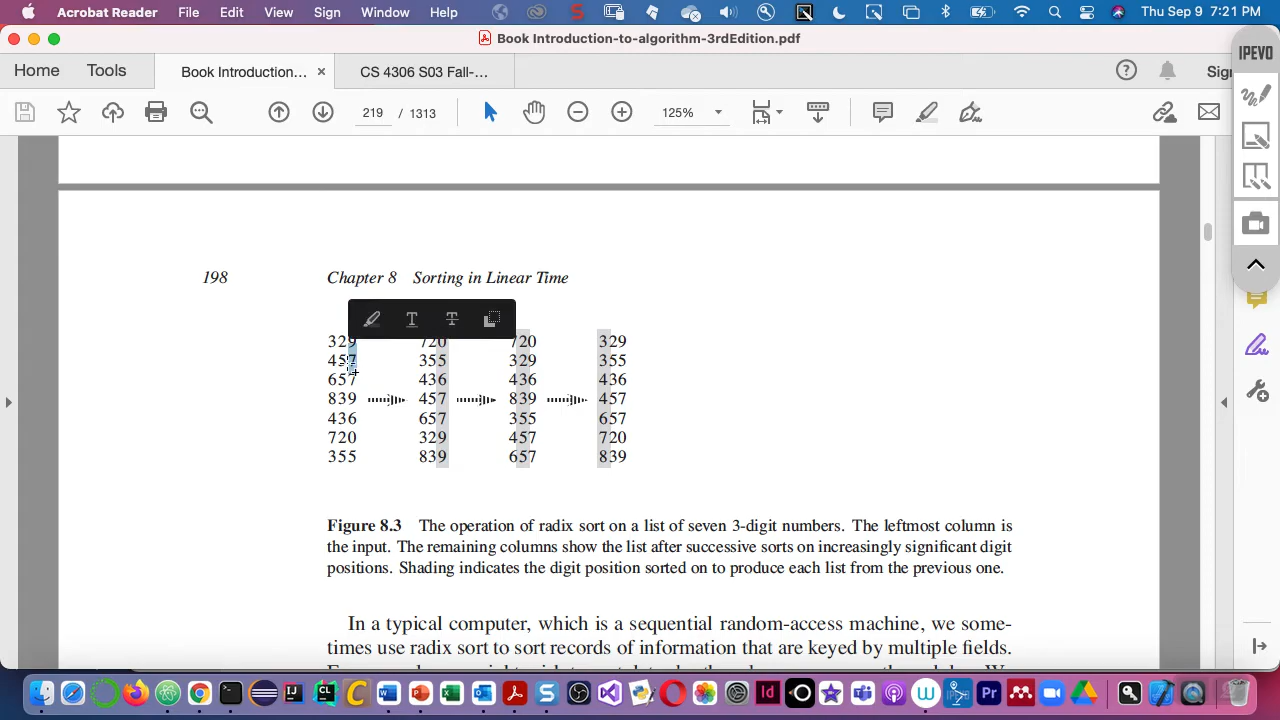 Acrobat Reader File Edit View Sign Window Help Thu Sep 9 7:21 PM
Book Introduction-to-algorithm-3rdEdition.pdf
IPEVO
Home Tools Book Introduction... × CS 4306 S03 Fall-... Sign
219 / 1313 125%
198 Chapter 8 Sorting in Linear Time
329 720 720 329
457 355 329 355
657 436 436 436
839 457 839 457
436 657 355 657
720 329 457 720
355 839 657 839
Figure 8.3 The operation of radix sort on a list of seven 3-digit numbers. The leftmost column is
the input. The remaining columns show the list after successive sorts on increasingly significant digit
positions. Shading indicates the digit position sorted on to produce each list from the previous one.
In a typical computer, which is a sequential random-access machine, we some-
times use radix sort to sort records of information that are keyed by multiple fields.